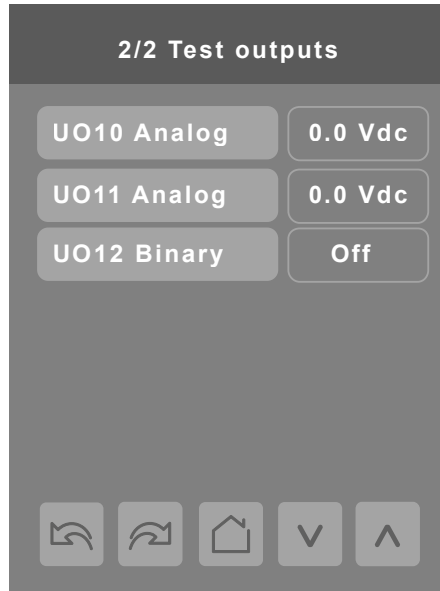 2/2 Test outputs
UO10 Analog 0.0 Vdc
UO11 Analog 0.0 Vdc
UO12 Binary Off